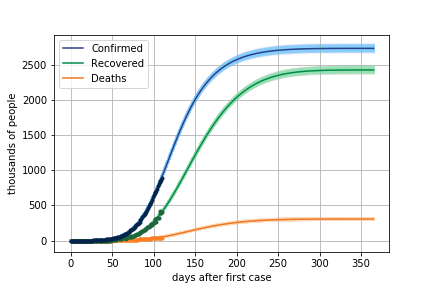 Confirmed
Recovered
Deaths
2500
2000
1500
1000
500
0
thousands of people
0 50 100 150 200 250 300 350
days after first case